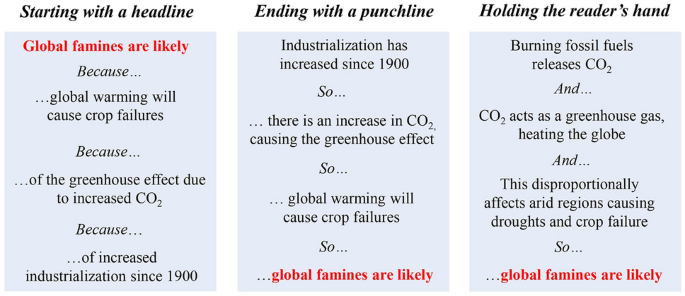 Starting with a headline
Global famines are likely
Because…
…global warming will
cause crop failures
Because…
…of the greenhouse effect due
to increased CO₂
Because…
…of increased
industrialization since 1900
Ending with a punchline
Industrialization has
increased since 1900
So…
… there is an increase in CO₂,
causing the greenhouse effect
So…
… global warming will
cause crop failures
So…
…global famines are likely
Holding the reader’s hand
Burning fossil fuels
releases CO₂
And…
CO₂ acts as a greenhouse gas,
heating the globe
And…
This disproportionally
affects arid regions causing
droughts and crop failure
So…
…global famines are likely